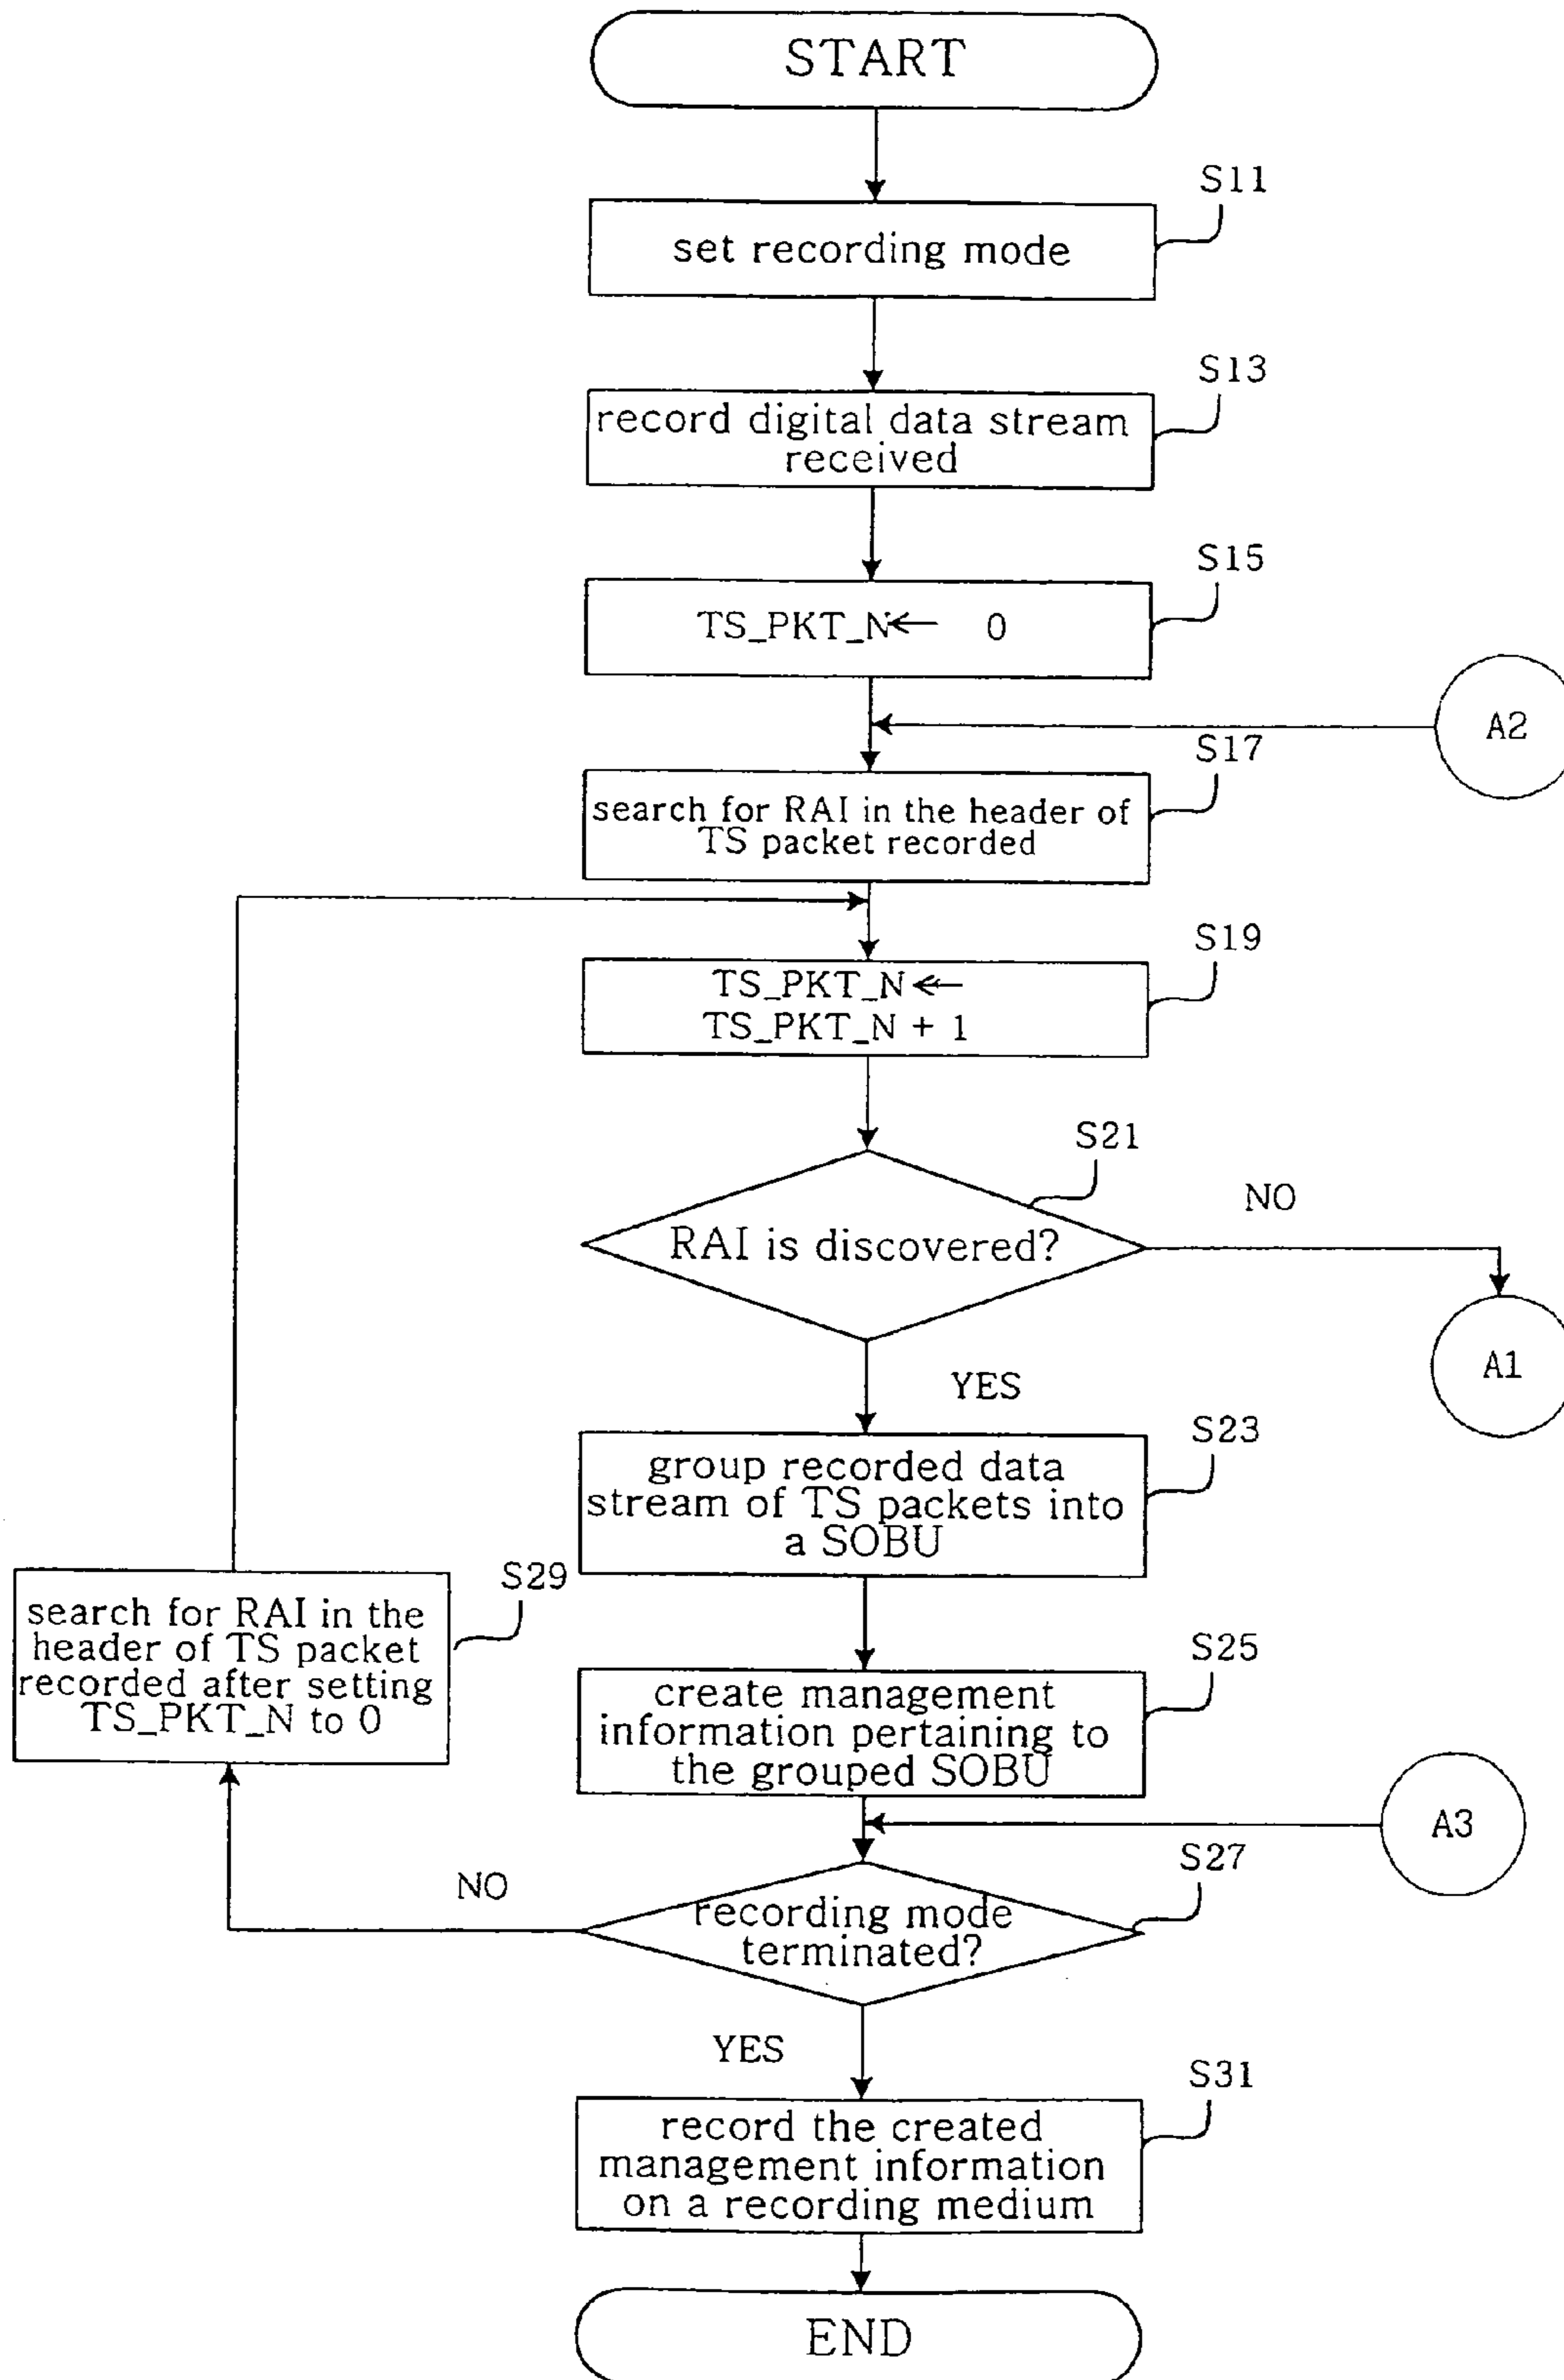 START
S11
set recording mode
S13
record digital data stream
received
S15
TS_PKT_N← 0
A2
S17
search for RAI in the header of
TS packet recorded
S19
TS_PKT_N←
TS_PKT_N + 1
S21
NO
RAI is discovered?
A1
YES
S23
group recorded data
stream of TS packets into
a SOBU
S29
search for RAI in the
header of TS packet
recorded after setting
TS_PKT_N to 0
S25
create management
information pertaining to
the grouped SOBU
A3
S27
NO
recording mode
terminated?
YES
S31
record the created
management information
on a recording medium
END